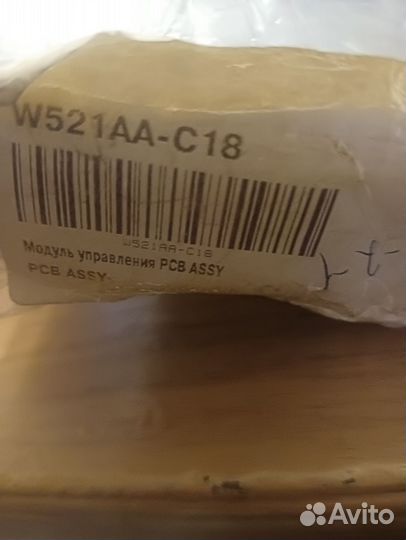 W521AA-C18
W521AA-C18
Модуль управления PCB ASSY
PCB ASSY-
Avito